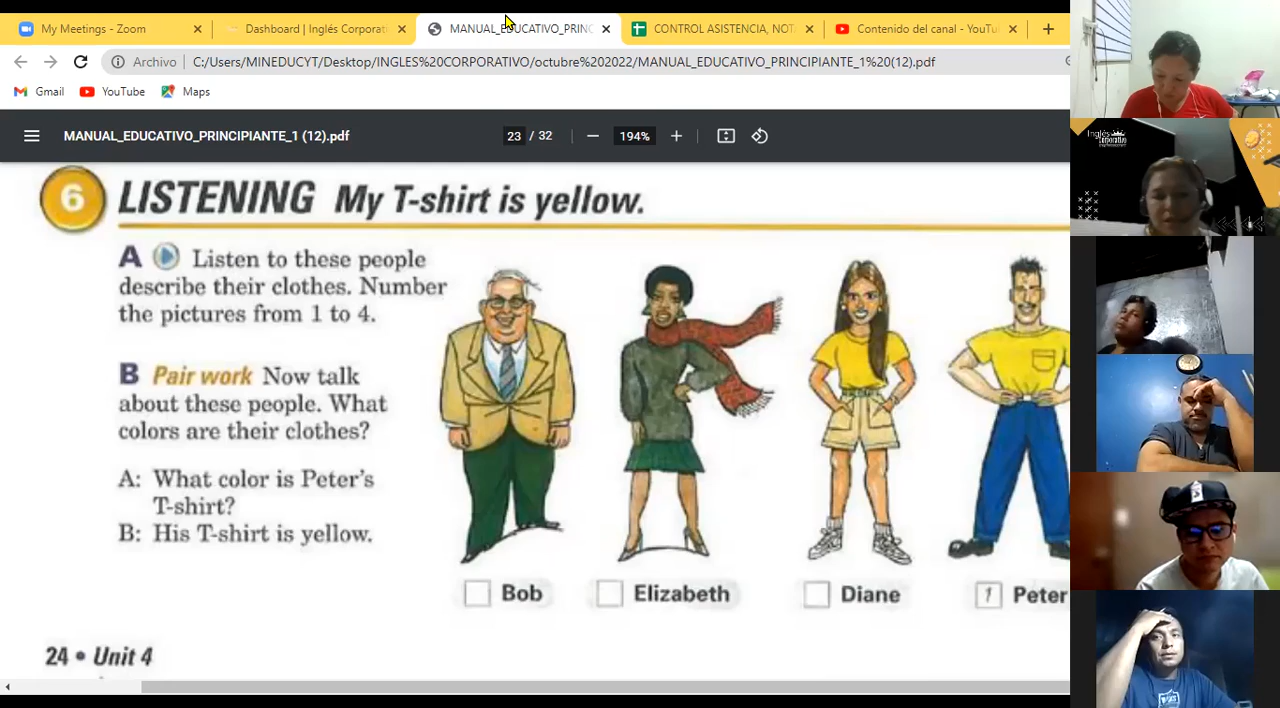 My Meetings - Zoom
Dashboard | Inglés Corporati
MANUAL_EDUCATIVO_PRINC
CONTROL ASISTENCIA, NOT
Contenido del canal - YouTu
Archivo
C:/Users/MINEDUCYT/Desktop/INGLES%20CORPORATIVO/octubre%202022/MANUAL_EDUCATIVO_PRINCIPIANTE_1%20(12).pdf
Gmail
YouTube
Maps
MANUAL_EDUCATIVO_PRINCIPIANTE_1 (12).pdf
23 / 32
194%
6 LISTENING My T-shirt is yellow.
A Listen to these people
describe their clothes. Number
the pictures from 1 to 4.
B Pair work Now talk
about these people. What
colors are their clothes?
A: What color is Peter's
T-shirt?
B: His T-shirt is yellow.
Bob
Elizabeth
Diane
1 Peter
24 • Unit 4
Inglés
Corporativo